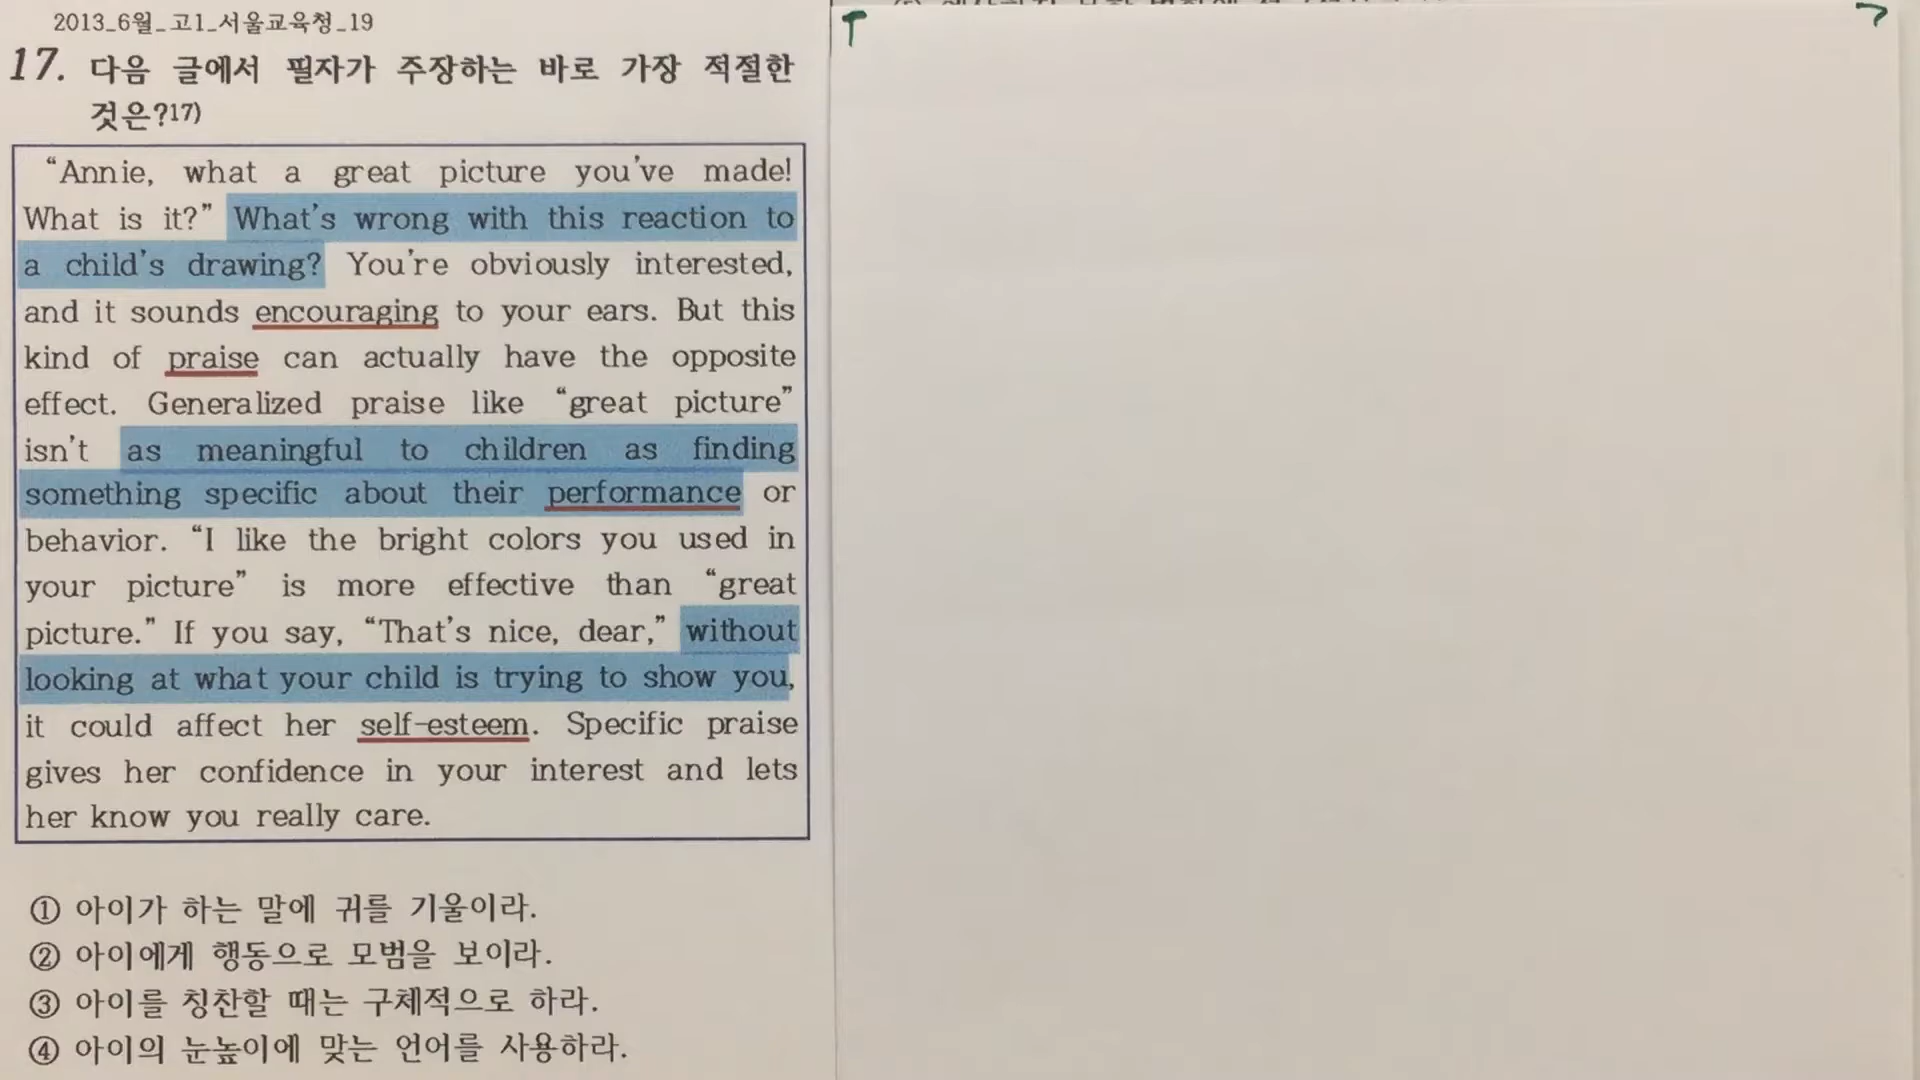 2013_6월_고1_서울교육청_19
17. 다음 글에서 필자가 주장하는 바로 가장 적절한
것은?17)
“Annie, what a great picture you've made!
What is it?” What's wrong with this reaction to
a child's drawing? You're obviously interested,
and it sounds encouraging to your ears. But this
kind of praise can actually have the opposite
effect. Generalized praise like “great picture”
isn't as meaningful to children as finding
something specific about their performance or
behavior. “I like the bright colors you used in
your picture” is more effective than “great
picture.” If you say, “That's nice, dear,” without
looking at what your child is trying to show you,
it could affect her self-esteem. Specific praise
gives her confidence in your interest and lets
her know you really care.
① 아이가 하는 말에 귀를 기울이라.
② 아이에게 행동으로 모범을 보이라.
③ 아이를 칭찬할 때는 구체적으로 하라.
④ 아이의 눈높이에 맞는 언어를 사용하라.